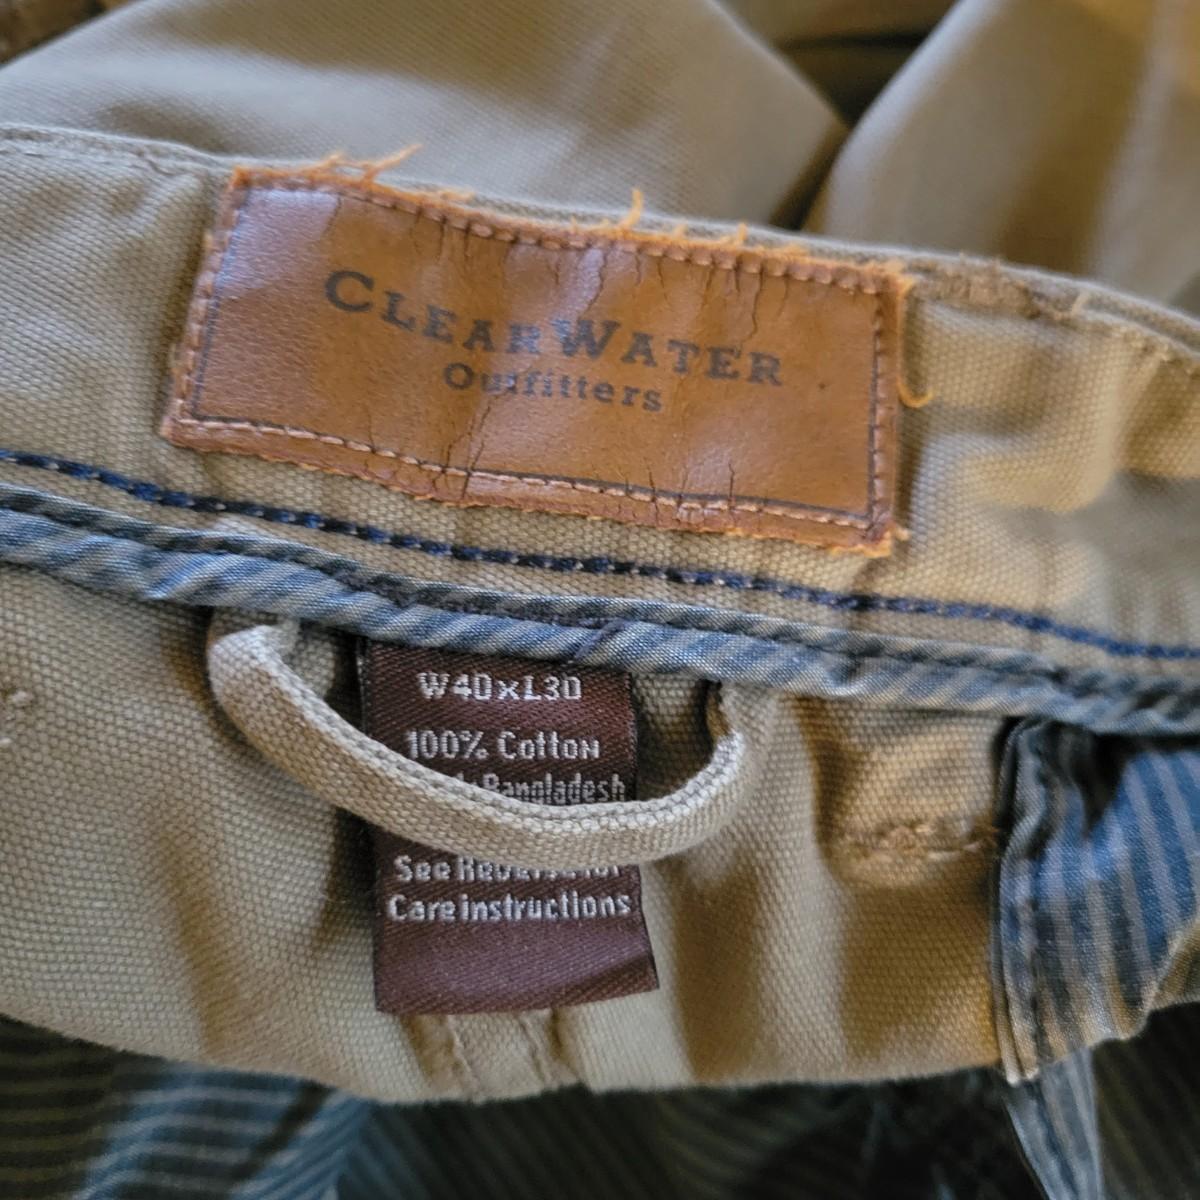 CLEARWATER
Outfitters
W40xL30
100% Cotton
Bangladesh
See
Care instructions